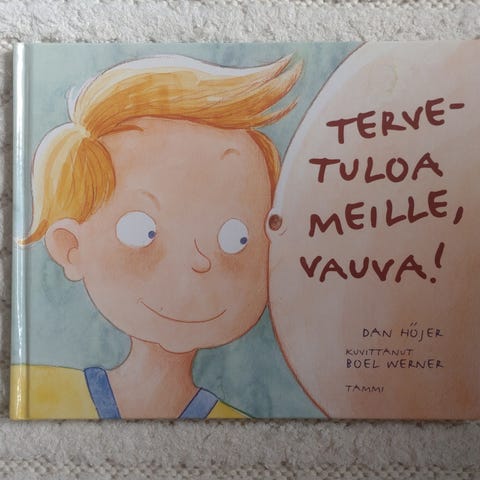 TERVE-
TULOA
MEILLE,
VAUVA!
DAN HÖJER
KUVITTANUT
BOEL WERNER
TAMMI